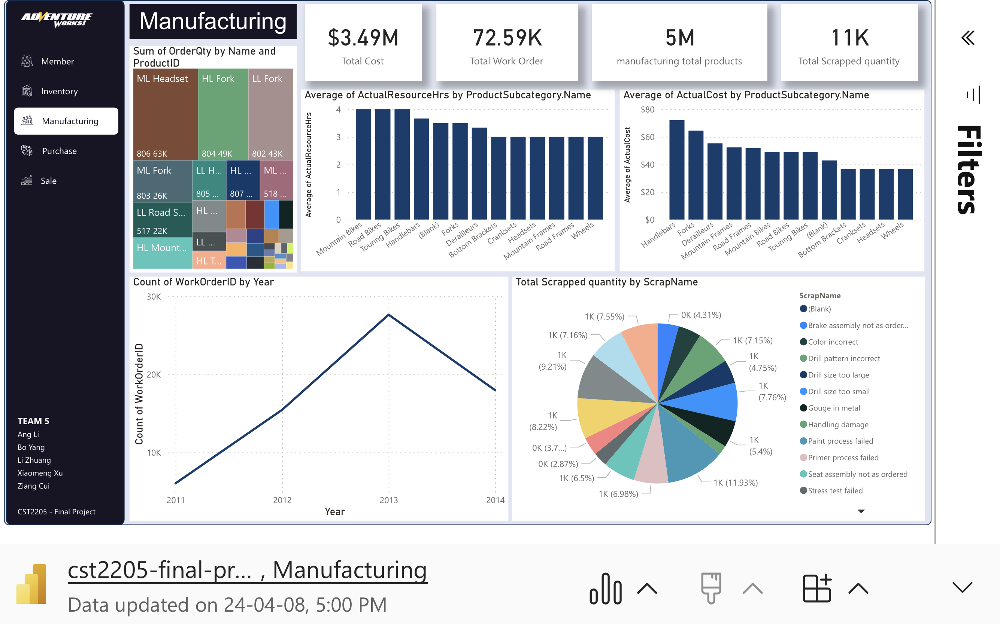 ADVENTURE
WORKS!
Member
Inventory
Manufacturing
Purchase
Sale
TEAM 5
Ang Li
Bo Yang
Li Zhuang
Xiaomeng Xu
Ziang Cui
CST2205 - Final Project
Manufacturing
$3.49M
Total Cost
72.59K
Total Work Order
5M
manufacturing total products
11K
Total Scrapped quantity
Sum of OrderQty by Name and
ProductID
ML Headset
806 63K
HL Fork
804 49K
LL Fork
802 43K
ML Fork
803 26K
LL H...
805 ...
HL ...
807 ...
ML ...
518 ...
LL Road S...
517 22K
HL ...
HL Mount...
LL ...
HL T...
Average of ActualResourceHrs by ProductSubcategory.Name
Average of ActualResourceHrs
4
3
2
1
0
Mountain Bikes
Road Bikes
Touring Bikes
Handlebars
(Blank)
Forks
Derailleurs
Bottom Brackets
Cranksets
Headsets
Mountain Frames
Road Frames
Wheels
Average of ActualCost by ProductSubcategory.Name
Average of ActualCost
$80
$60
$40
$20
$0
Handlebars
Forks
Derailleurs
Mountain Frames
Road Frames
Mountain Bikes
Road Bikes
Touring Bikes
(Blank)
Bottom Brackets
Cranksets
Headsets
Wheels
Count of WorkOrderID by Year
Count of WorkOrderID
30K
20K
10K
2011
2012
2013
2014
Year
Total Scrapped quantity by ScrapName
0K (4.31%)
1K (7.15%)
1K
(4.75%)
1K
(7.76%)
1K
(5.4%)
1K (11.93%)
1K (6.98%)
1K (6.5%)
0K (2.87%)
0K (3.7...)
1K
(8.22%)
1K
(9.21%)
1K (7.16%)
1K (7.55%)
ScrapName
(Blank)
Brake assembly not as order...
Color incorrect
Drill pattern incorrect
Drill size too large
Drill size too small
Gouge in metal
Handling damage
Paint process failed
Primer process failed
Seat assembly not as ordered
Stress test failed
Filters
cst2205-final-pr... , Manufacturing
Data updated on 24-04-08, 5:00 PM